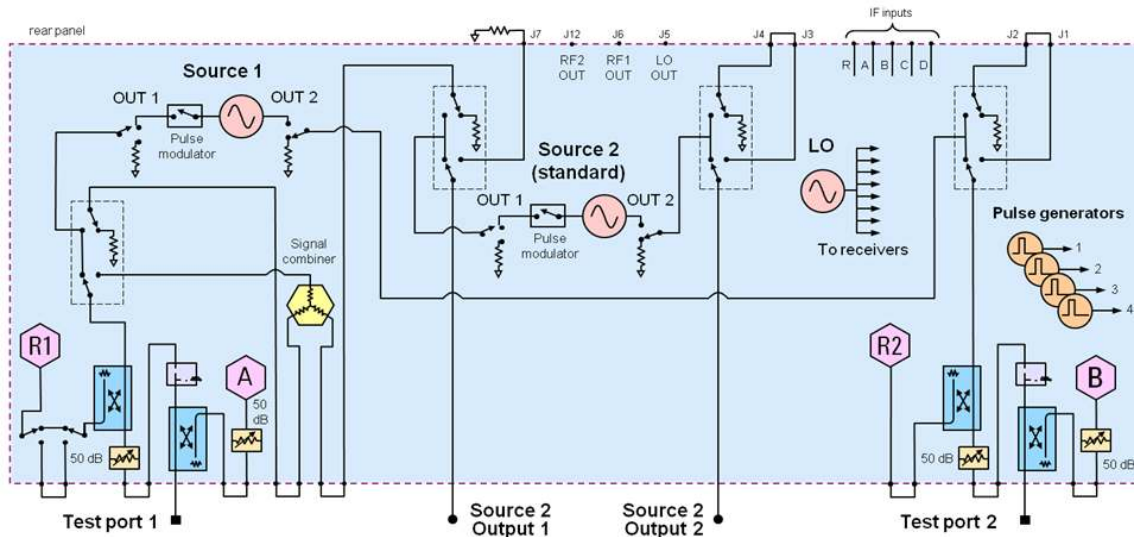 rear panel
J7
J12
J6
J5
J4
J3
IF inputs
J2
J1
RF2
OUT
RF1
OUT
LO
OUT
R
A
B
C
D
Source 1
OUT 1
OUT 2
Pulse
modulator
Source 2
(standard)
OUT 1
OUT 2
Pulse
modulator
LO
To receivers
Pulse generators
1
2
3
4
Signal
combiner
R1
A
50
dB
50 dB
R2
B
50 dB
50 dB
Test port 1
Source 2
Output 1
Source 2
Output 2
Test port 2